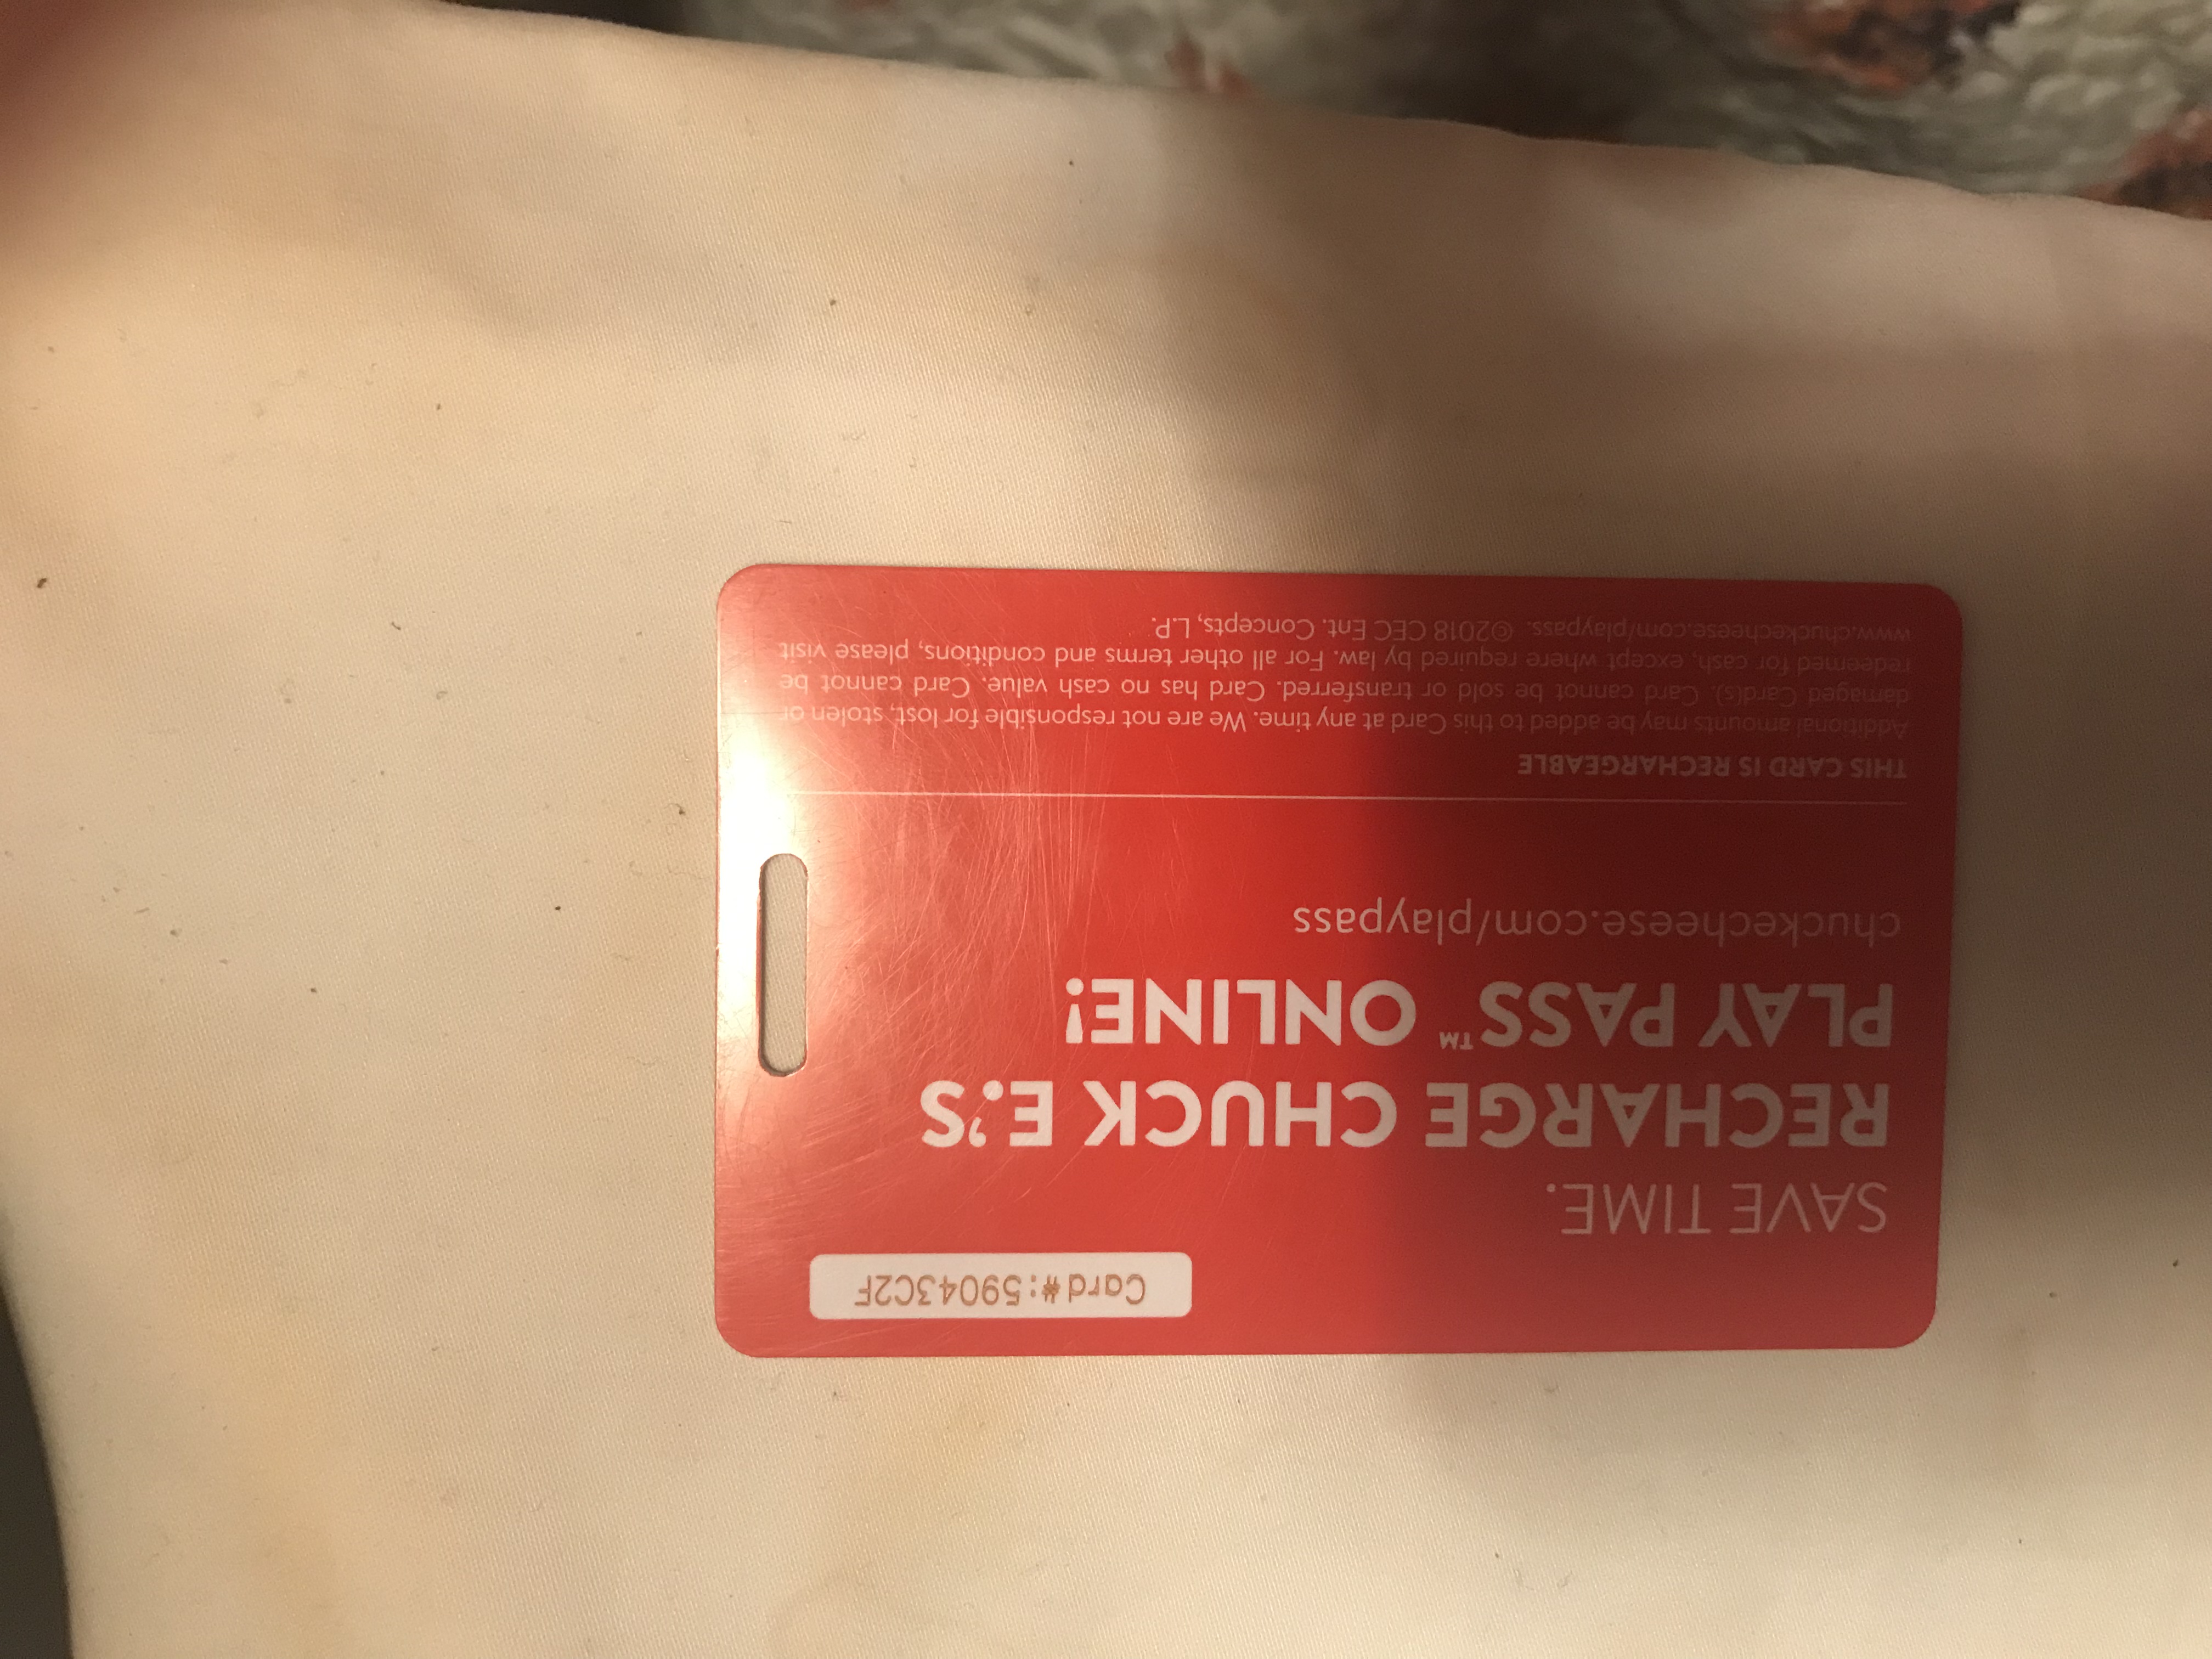 Card#:59043C2F
SAVE TIME.
RECHARGE CHUCK E.'S
PLAY PASS™ ONLINE!
chuckecheese.com/playpass
THIS CARD IS RECHARGEABLE
Additional amounts may be added to this Card at any time. We are not responsible for lost, stolen or
damaged Card(s). Card cannot be sold or transferred. Card has no cash value. Card cannot be
redeemed for cash, except where required by law. For all other terms and conditions, please visit
www.chuckecheese.com/playpass. ©2018 CEC Ent. Concepts, L.P.